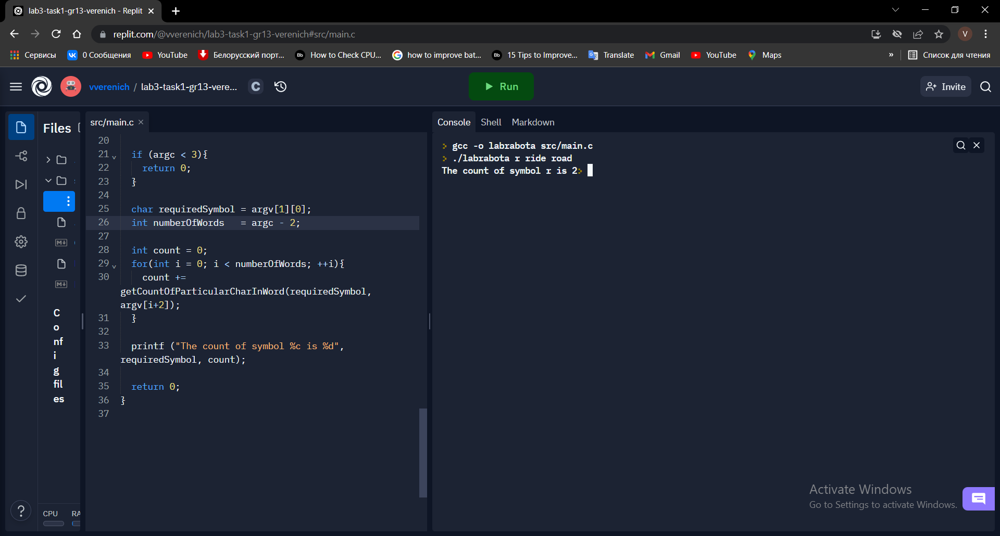 lab3-task1-gr13-verenich - Replit
replit.com/@vverenich/lab3-task1-gr13-verenich#src/main.c
V
Сервисы
0 Сообщения
YouTube
Белорусский порт...
Bb How to Check CPU...
how to improve bat...
Bb 15 Tips to Improve...
Translate
Gmail
YouTube
Maps
»
Список для чтения
vverenich / lab3-task1-gr13-vere...
C
Run
Invite
Files
C
o
nf
i
g
fil
es
CPU
RA
?
src/main.c
20
21 if (argc < 3){
22 return 0;
23 }
24
25 char requiredSymbol = argv[1][0];
26 int numberOfWords   = argc - 2;
27
28 int count = 0;
29 for(int i = 0; i < numberOfWords; ++i){
30 count +=
getCountOfParticularCharInWord(requiredSymbol,
argv[i+2]);
31 }
32
33 printf ("The count of symbol %c is %d",
requiredSymbol, count);
34
35 return 0;
36 }
37
Console
Shell
Markdown
> gcc -o labrabota src/main.c
> ./labrabota r ride road
The count of symbol r is 2>
Activate Windows
Go to Settings to activate Windows.